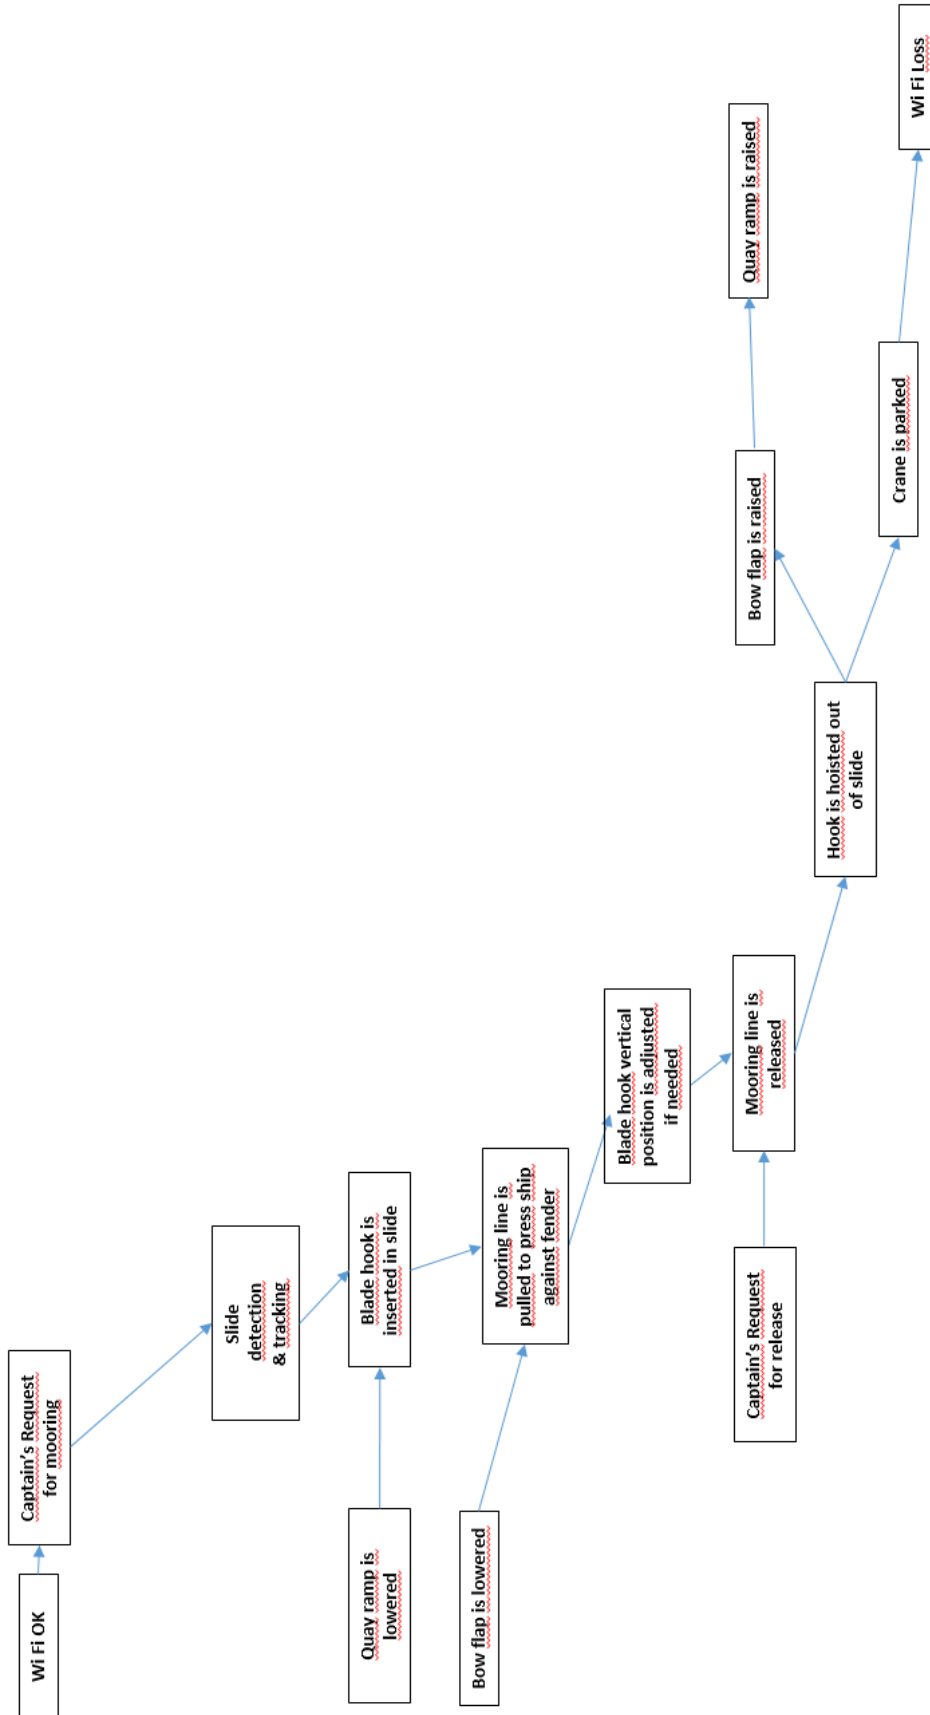 Wi Fi OK
Captain's Request
for mooring
Slide
detection
& tracking
Quay ramp is
lowered
Blade hook is
inserted in slide
Bow flap is lowered
Mooring line is
pulled to press ship
against fender
Blade hook vertical
position is adjusted
if needed
Captain's Request
for release
Mooring line is
released
Hook is hoisted out
of slide
Bow flap is raised
Quay ramp is raised
Crane is parked
Wi Fi Loss